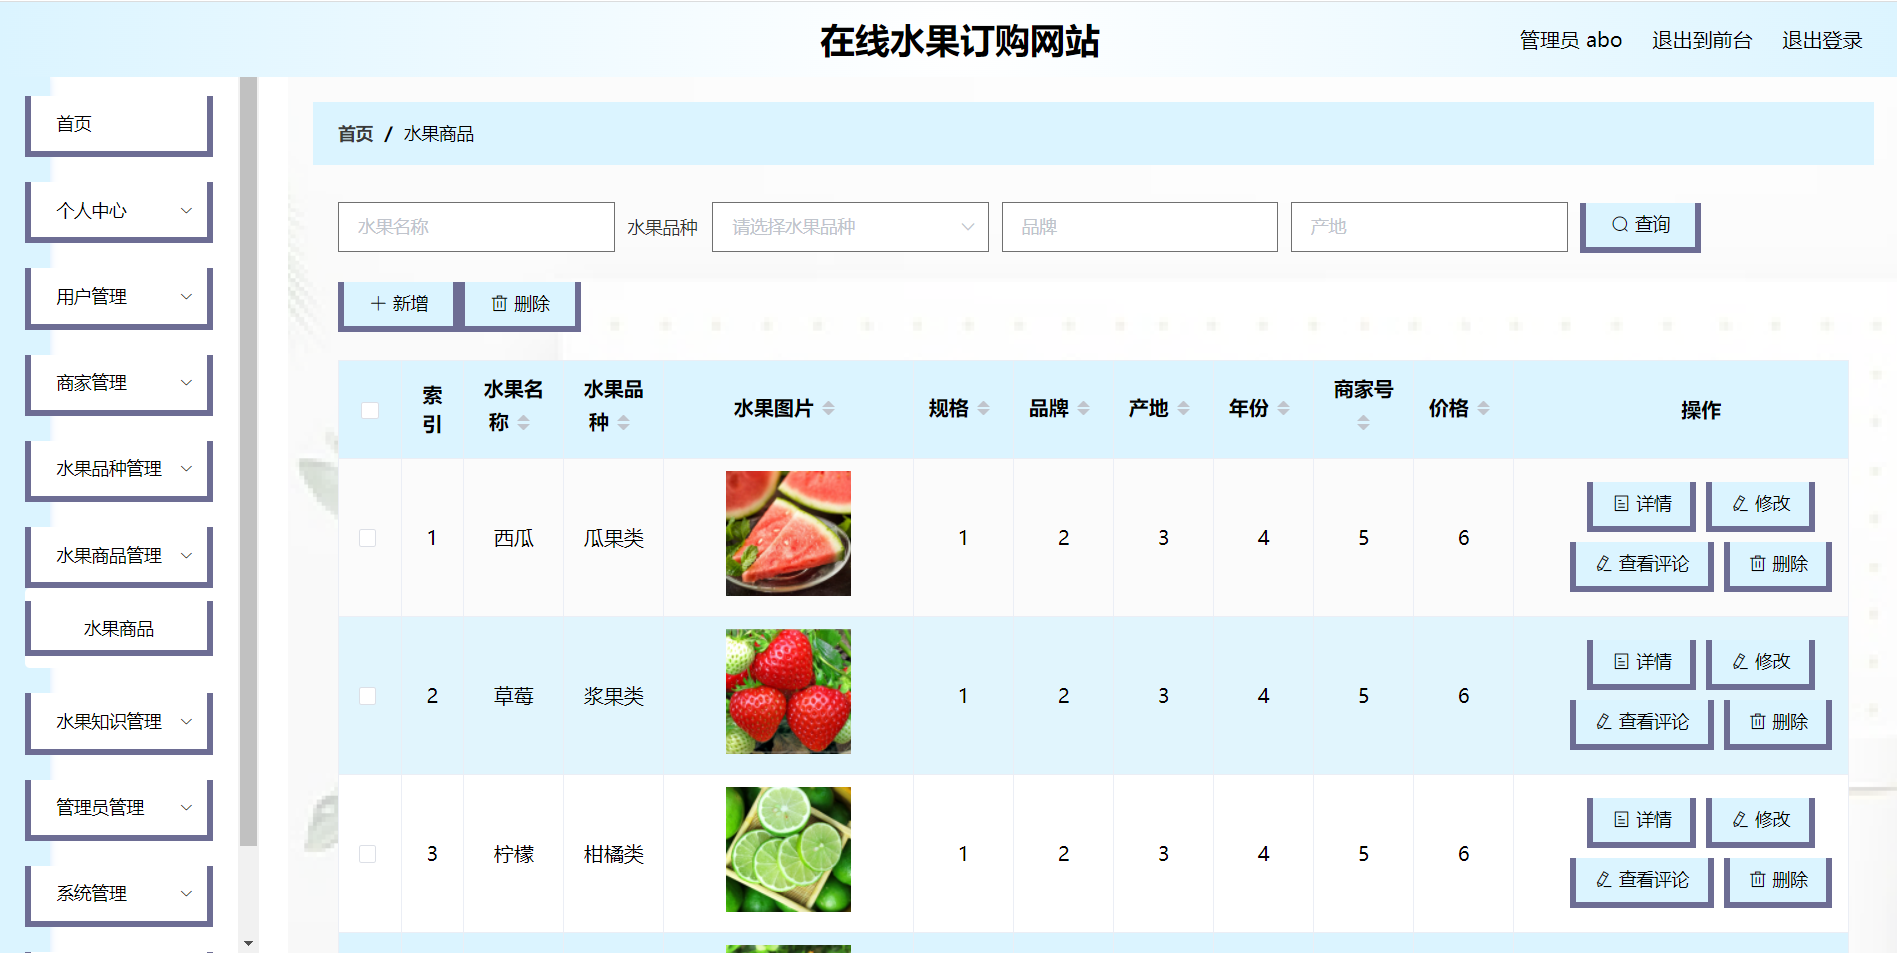 在线水果订购网站
管理员 abo 退出到前台 退出登录
首页
个人中心
用户管理
商家管理
水果品种管理
水果商品管理
水果商品
水果知识管理
管理员管理
系统管理
首页 / 水果商品
水果名称 水果品种 请选择水果品种 品牌 产地 查询
新增 删除
索引 水果名称 水果品种 水果图片 规格 品牌 产地 年份 商家号 价格 操作
1 西瓜 瓜果类 1 2 3 4 5 6
详情 修改
查看评论 删除
2 草莓 浆果类 1 2 3 4 5 6
详情 修改
查看评论 删除
3 柠檬 柑橘类 1 2 3 4 5 6
详情 修改
查看评论 删除